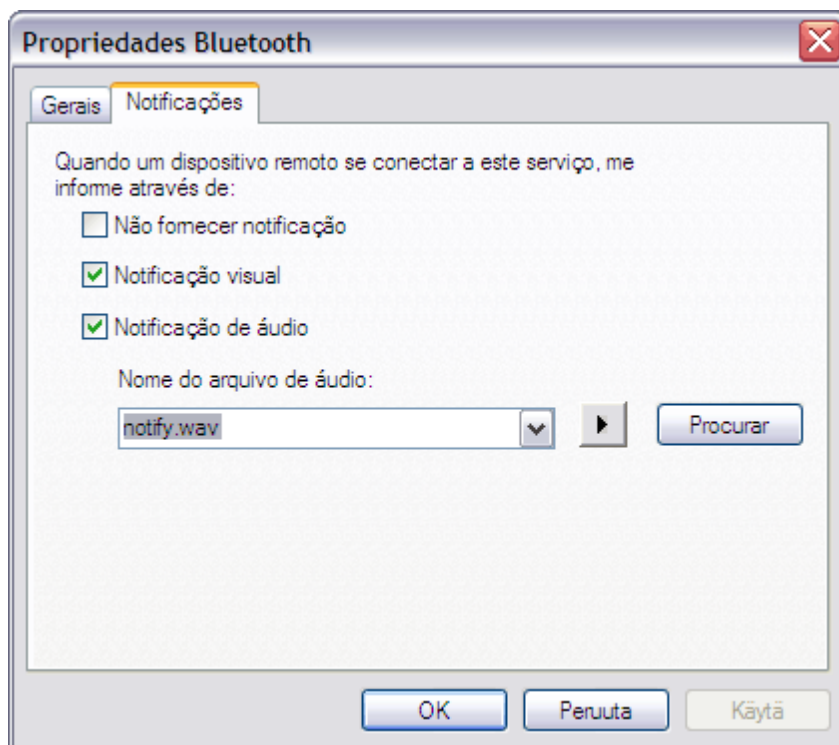 Propriedades Bluetooth
Gerais
Notificações
Quando um dispositivo remoto se conectar a este serviço, me
informe através de:
Não fornecer notificação
Notificação visual
Notificação de áudio
Nome do arquivo de áudio:
notify.wav
Procurar
OK
Peruuta
Käytä